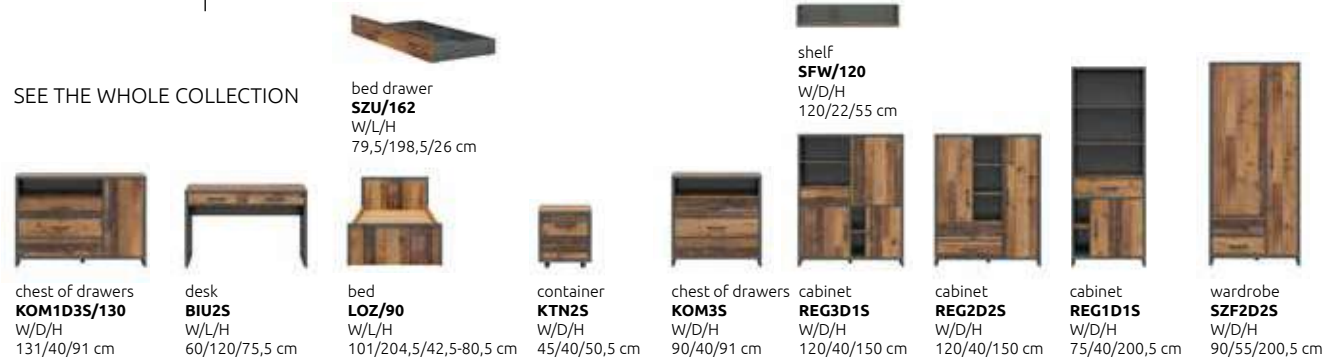 SEE THE WHOLE COLLECTION
bed drawer
SZU/162
W/L/H
79,5/198,5/26 cm
shelf
SFW/120
W/D/H
120/22/55 cm
chest of drawers
KOM1D3S/130
W/D/H
131/40/91 cm
desk
BIU2S
W/L/H
60/120/75,5 cm
bed
LOZ/90
W/L/H
101/204,5/42,5-80,5 cm
container
KTN2S
W/D/H
45/40/50,5 cm
chest of drawers
KOM3S
W/D/H
90/40/91 cm
cabinet
REG3D1S
W/D/H
120/40/150 cm
cabinet
REG2D2S
W/D/H
120/40/150 cm
cabinet
REG1D1S
W/D/H
75/40/200,5 cm
wardrobe
SZF2D2S
W/D/H
90/55/200,5 cm